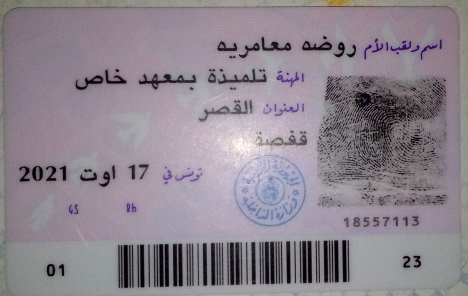 اسم ولقب الأم روضه معامريه
المهنة تلميذة بمعهد خاص
العنوان القصر
قفصة
تونس في 17 اوت 2021
GS Rh
18557113
01 23